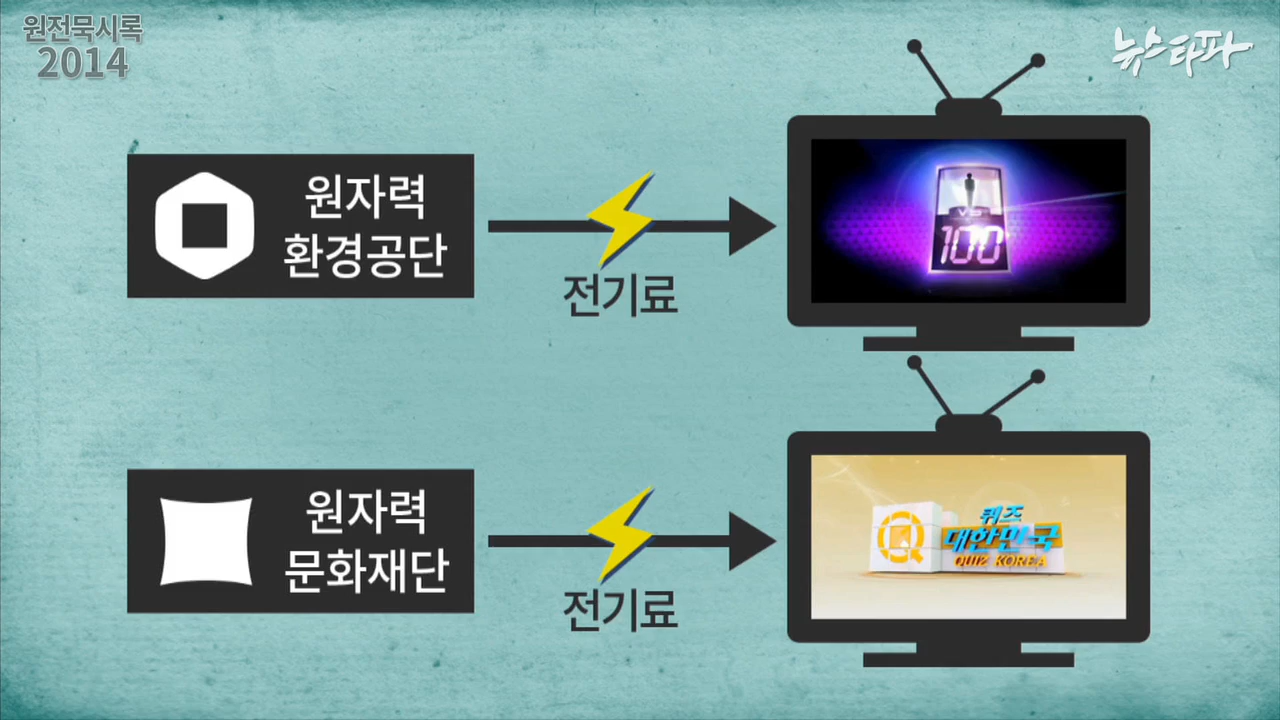 원전묵시록
2014
뉴스타파
원자력
환경공단
전기료
VS
100
원자력
문화재단
전기료
퀴즈
대한민국
QUIZ KOREA